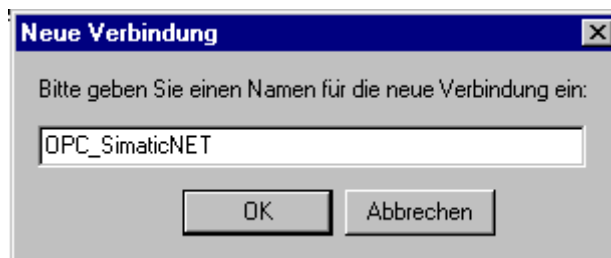 Neue Verbindung
Bitte geben Sie einen Namen für die neue Verbindung ein:
OPC_SimaticNET
OK
Abbrechen